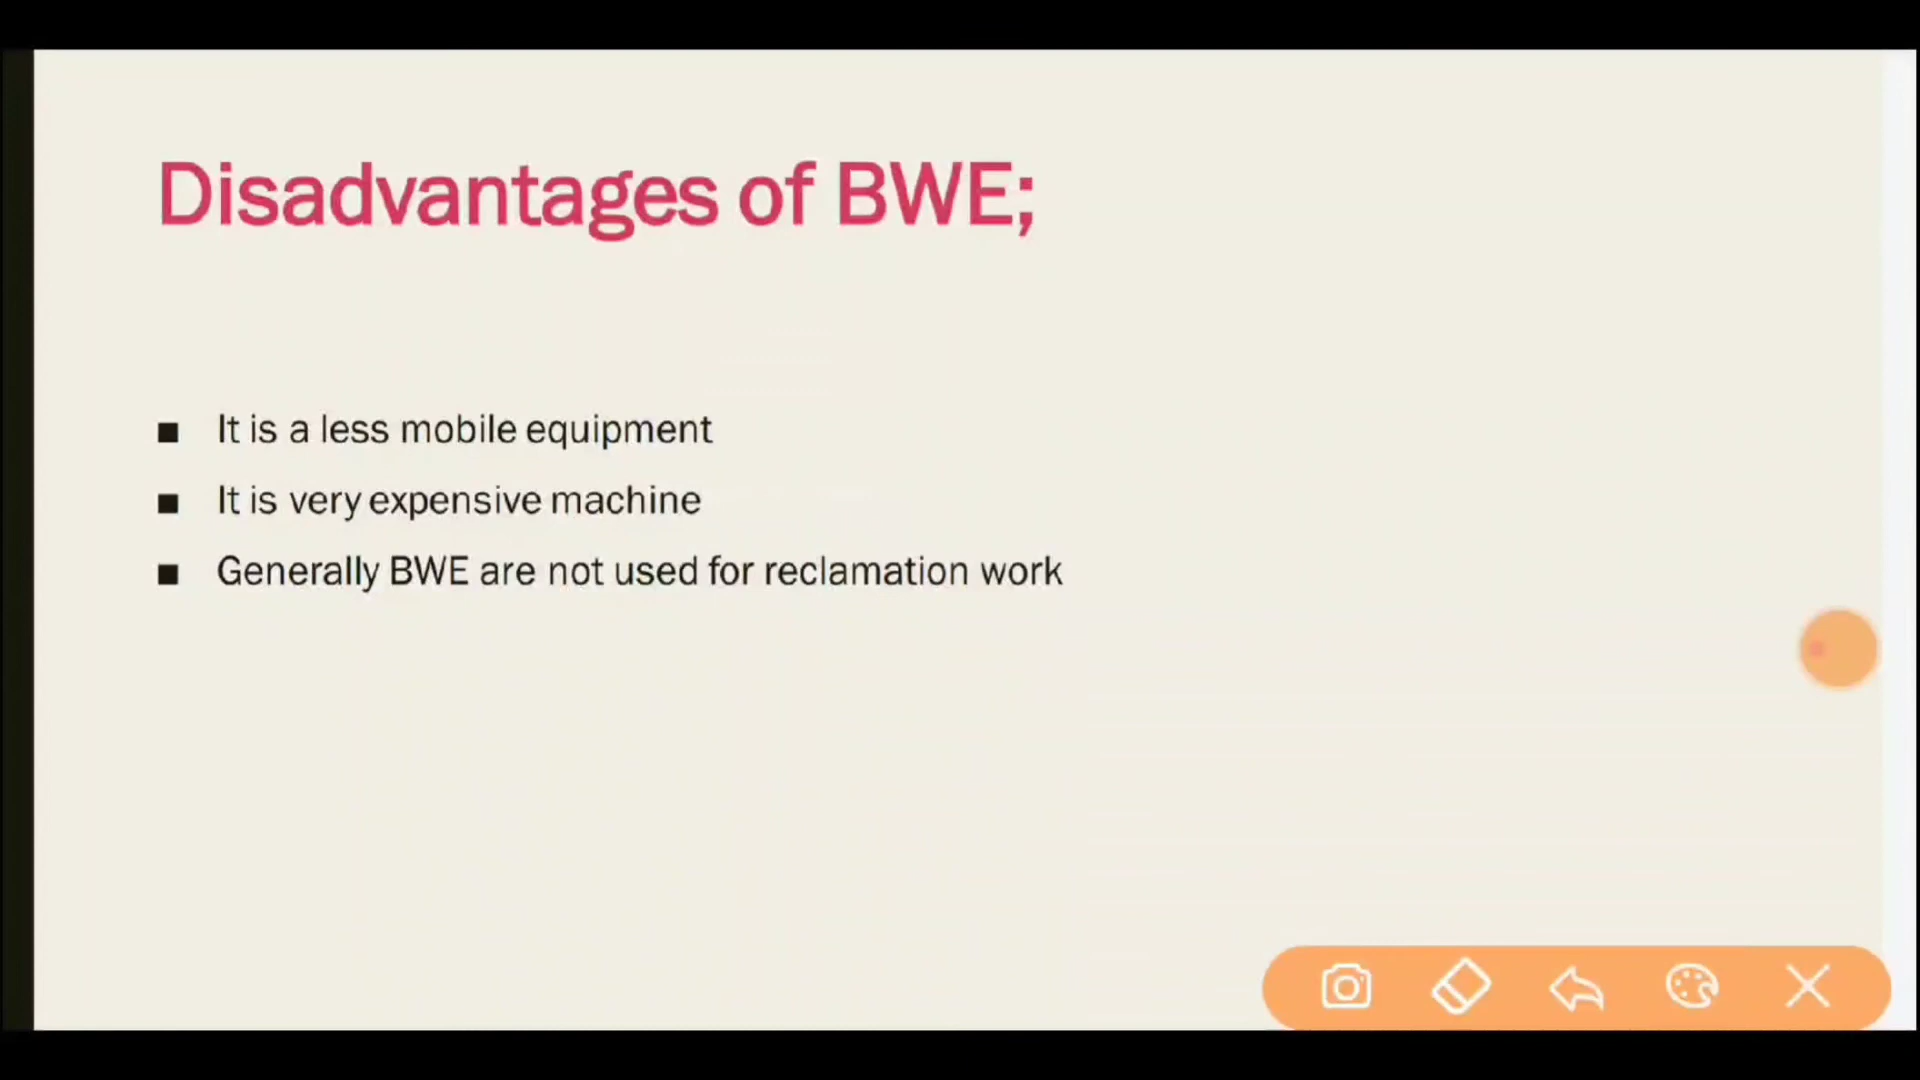 Disadvantages of BWE;
It is a less mobile equipment
It is very expensive machine
Generally BWE are not used for reclamation work